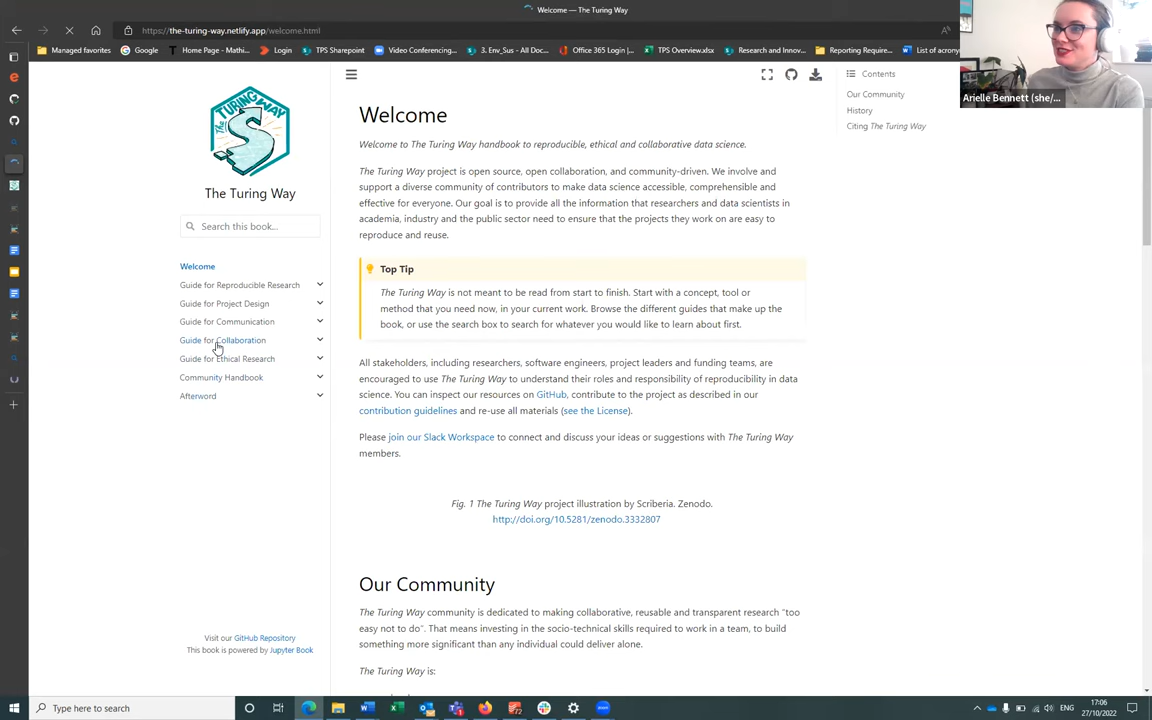 Welcome — The Turing Way
https://the-turing-way.netlify.app/welcome.html
Managed favorites
Google
Home Page - Mathi...
Login
TPS Sharepoint
Video Conferencing...
3. Env_Sus - All Doc...
Office 365 Login |...
TPS Overview.xlsx
Research and Innov...
Reporting Require...
List of acrony
Arielle Bennett (she/...
THE TURING WAY
The Turing Way
Search this book...
Welcome
Guide for Reproducible Research
Guide for Project Design
Guide for Communication
Guide for Collaboration
Guide for Ethical Research
Community Handbook
Afterword
Visit our GitHub Repository
This book is powered by Jupyter Book
Welcome
Welcome to The Turing Way handbook to reproducible, ethical and collaborative data science.
The Turing Way project is open source, open collaboration, and community-driven. We involve and
support a diverse community of contributors to make data science accessible, comprehensible and
effective for everyone. Our goal is to provide all the information that researchers and data scientists in
academia, industry and the public sector need to ensure that the projects they work on are easy to
reproduce and reuse.
Top Tip
The Turing Way is not meant to be read from start to finish. Start with a concept, tool or
method that you need now, in your current work. Browse the different guides that make up the
book, or use the search box to search for whatever you would like to learn about first.
All stakeholders, including researchers, software engineers, project leaders and funding teams, are
encouraged to use The Turing Way to understand their roles and responsibility of reproducibility in data
science. You can inspect our resources on GitHub, contribute to the project as described in our
contribution guidelines and re-use all materials (see the License).
Please join our Slack Workspace to connect and discuss your ideas or suggestions with The Turing Way
members.
Fig. 1 The Turing Way project illustration by Scriberia. Zenodo.
http://doi.org/10.5281/zenodo.3332807
Our Community
The Turing Way community is dedicated to making collaborative, reusable and transparent research "too
easy not to do". That means investing in the socio-technical skills required to work in a team, to build
something more significant than any individual could deliver alone.
The Turing Way is:
Contents
Our Community
History
Citing The Turing Way
Type here to search
ENG
17:06
27/10/2022